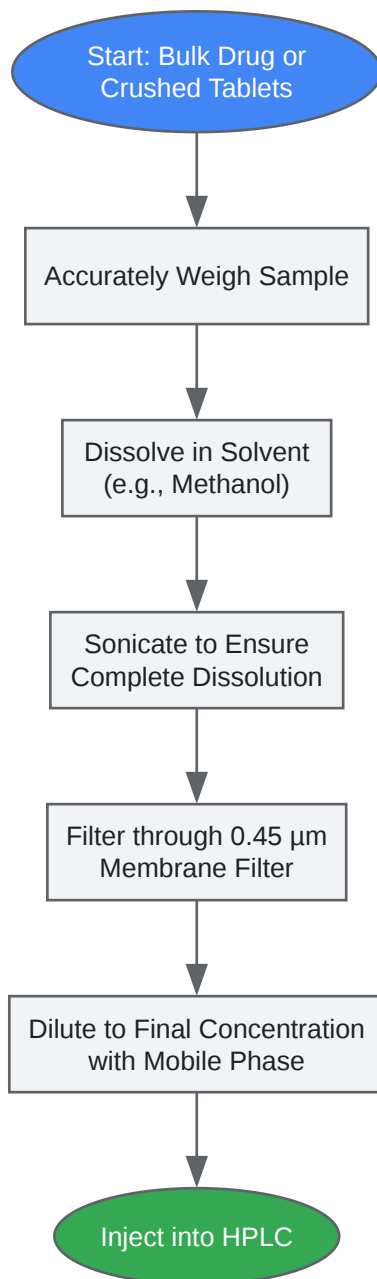 Start: Bulk Drug or
Crushed Tablets
Accurately Weigh Sample
Dissolve in Solvent
(e.g., Methanol)
Sonicate to Ensure
Complete Dissolution
Filter through 0.45 µm
Membrane Filter
Dilute to Final Concentration
with Mobile Phase
Inject into HPLC